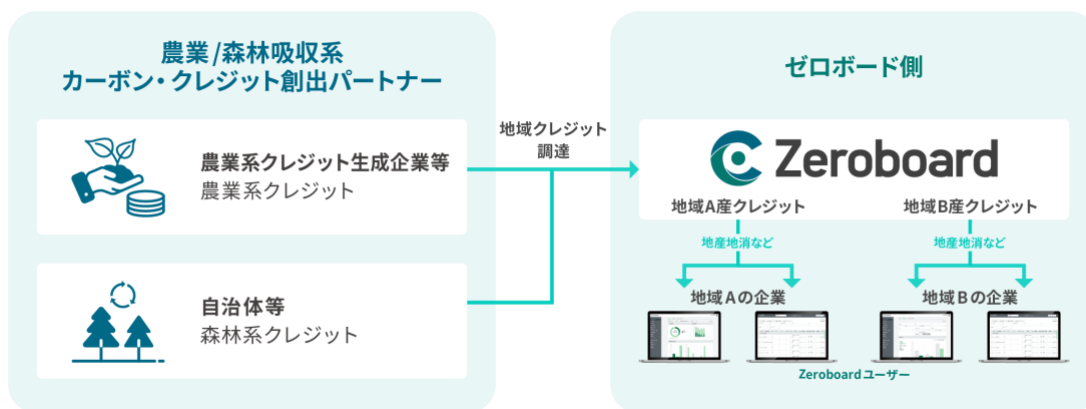 農業/森林吸収系
カーボン・クレジット創出パートナー
農業系クレジット生成企業等
農業系クレジット
自治体等
森林系クレジット
地域クレジット
調達
ゼロボード側
Zeroboard
地域A産クレジット
地域B産クレジット
地産地消など
地産地消など
地域Aの企業
地域Bの企業
Zeroboardユーザー